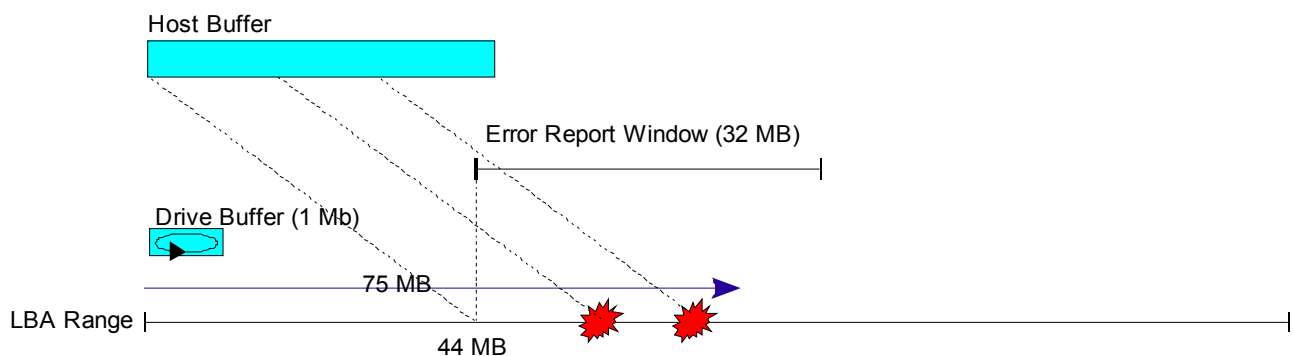 Host Buffer
Error Report Window (32 MB)
Drive Buffer (1 Mb)
75 MB
LBA Range
44 MB